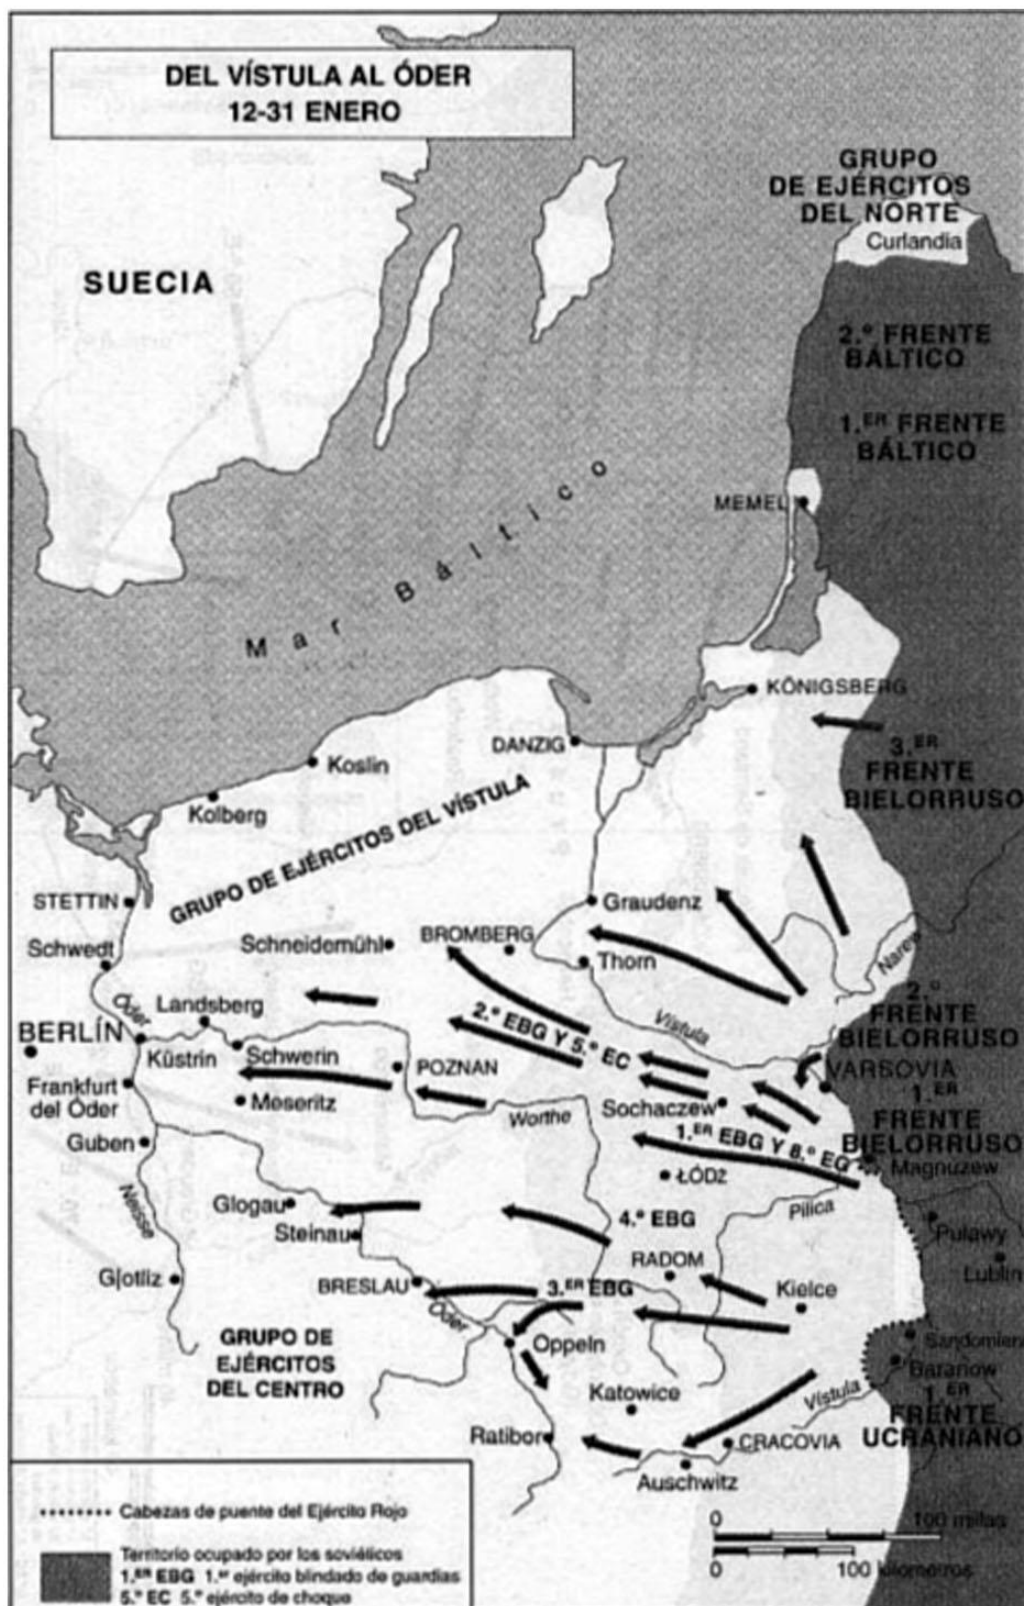 DEL VÍSTULA AL ÓDER
12-31 ENERO
GRUPO
DE EJÉRCITOS
DEL NORTE
Curlandia
SUECIA
2.º FRENTE
BÁLTICO
1.ER FRENTE
BÁLTICO
MEMEL
Mar Báltico
KÖNIGSBERG
DANZIG
3.ER
FRENTE
BIELORRUSO
Koslin
Kolberg
GRUPO DE EJÉRCITOS DEL VÍSTULA
STETTIN
Graudenz
Schneidemühl
BROMBERG
Schwedt
Thorn
Narew
Landsberg
Óder
2.º
FRENTE
BIELORRUSO
Vístula
2.º EBG Y 5.º EC
BERLÍN
Küstrin
Schwerin
POZNAN
VARSOVIA
Frankfurt
del Óder
Meseritz
Sochaczew
1.ER
FRENTE
BIELORRUSO
Worthe
Guben
1.ER EBG Y 8.º EG
Magnuzew
ŁÓDź
Neisse
Glogau
Pilica
4.º EBG
Pulawy
Steinau
RADOM
Lublin
G|otliz
BRESLAU
3.ER EBG
Kielce
Óder
GRUPO DE
EJÉRCITOS
DEL CENTRO
Oppeln
Sandomierz
Baranow
Katowice
Vístula
1.ER
FRENTE
UCRANIANO
Ratibor
CRACOVIA
Auschwitz
Cabezas de puente del Ejército Rojo
Territorio ocupado por los soviéticos
1.ER EBG 1.er ejército blindado de guardias
5.º EC 5.º ejército de choque
0 100 millas
0 100 kilómetros